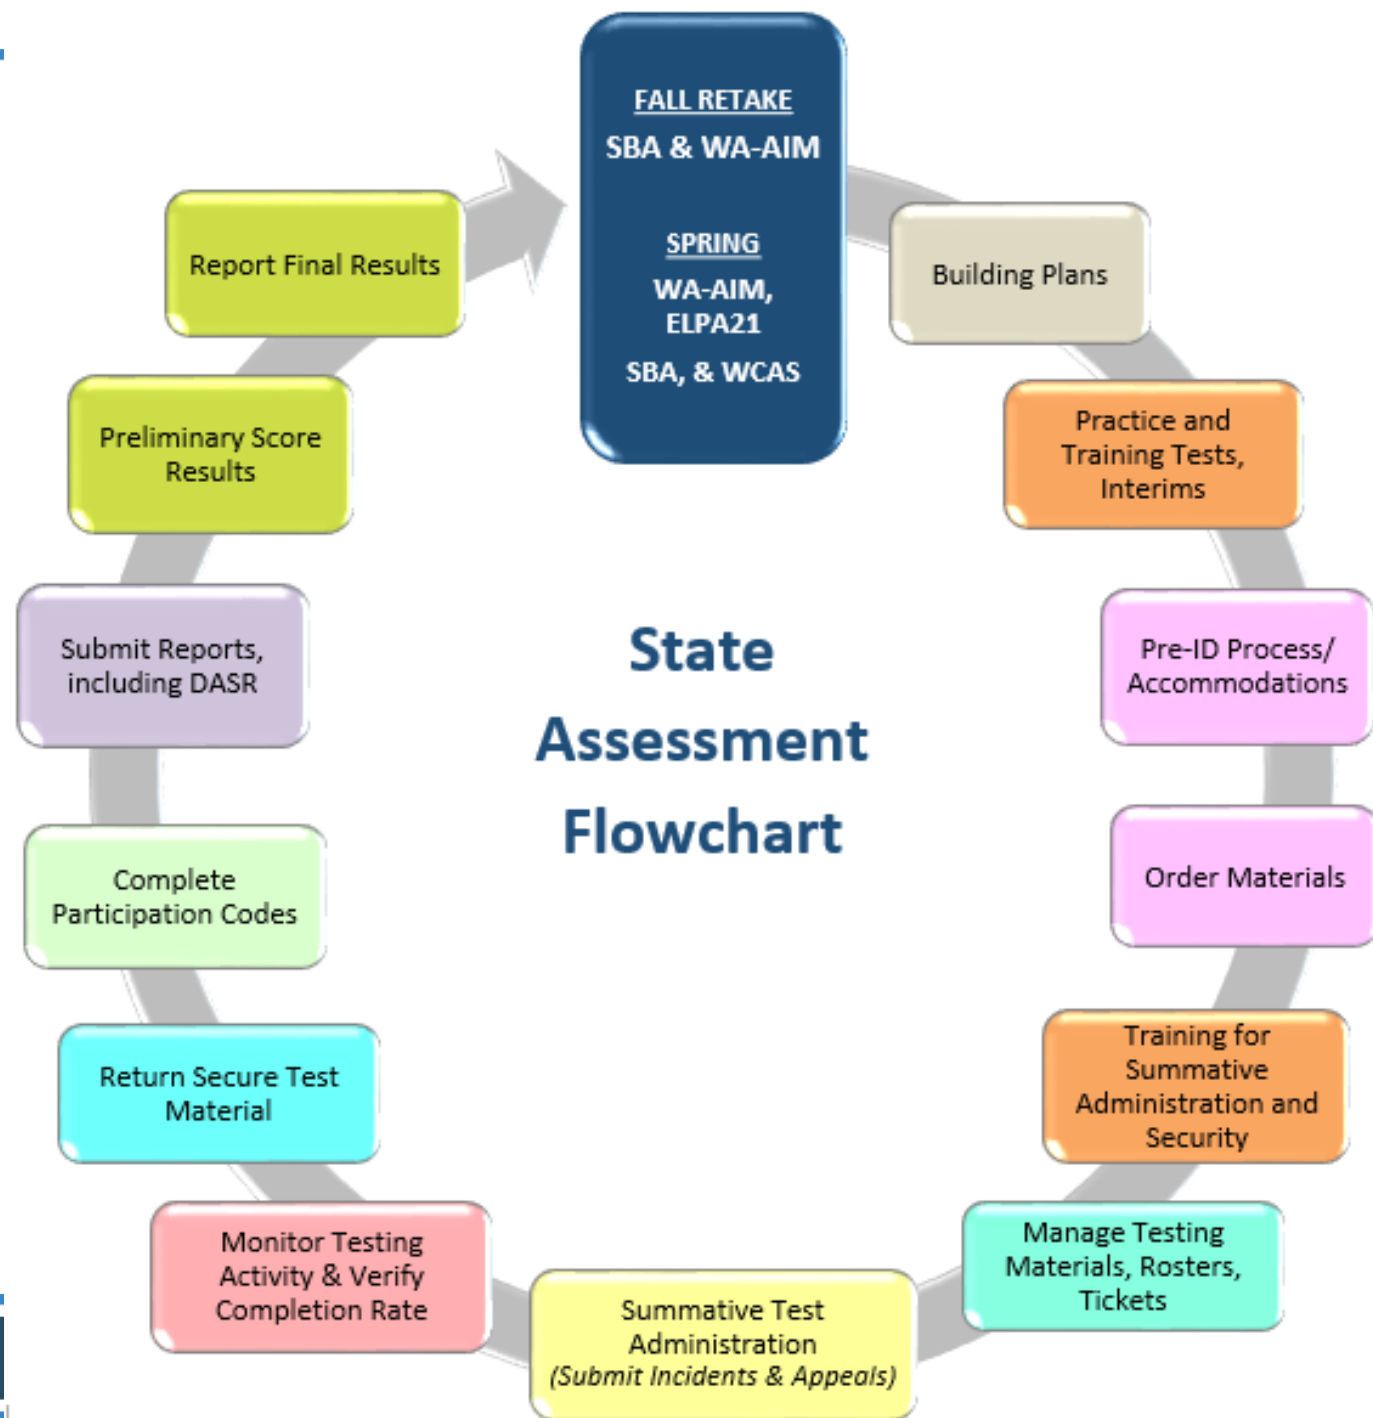 FALL RETAKE
SBA & WA-AIM
SPRING
WA-AIM,
ELPA21
SBA, & WCAS
Building Plans
Practice and
Training Tests,
Interims
Pre-ID Process/
Accommodations
Order Materials
Training for
Summative
Administration and
Security
Manage Testing
Materials, Rosters,
Tickets
Summative Test
Administration
(Submit Incidents & Appeals)
Monitor Testing
Activity & Verify
Completion Rate
Return Secure Test
Material
Complete
Participation Codes
Submit Reports,
including DASR
Preliminary Score
Results
Report Final Results
State
Assessment
Flowchart